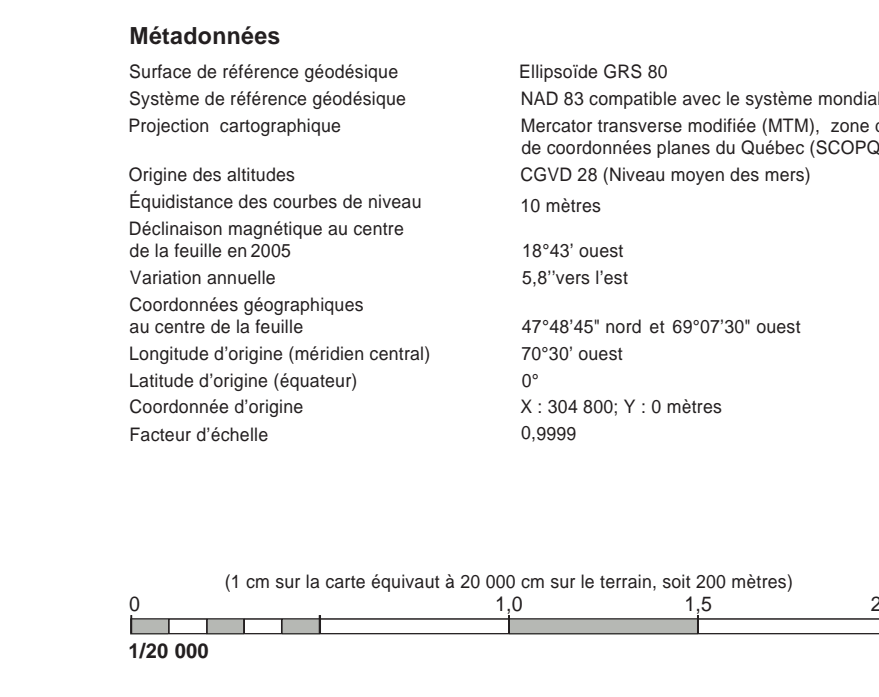 Métadonnées
Surface de référence géodésique Ellipsoïde GRS 80
Système de référence géodésique NAD 83 compatible avec le système mondial
Projection cartographique Mercator transverse modifiée (MTM), zone
de coordonnées planes du Québec (SCOPQ
Origine des altitudes CGVD 28 (Niveau moyen des mers)
Équidistance des courbes de niveau 10 mètres
Déclinaison magnétique au centre
de la feuille en 2005 18°43' ouest
Variation annuelle 5,8''vers l'est
Coordonnées géographiques
au centre de la feuille 47°48'45" nord et 69°07'30" ouest
Longitude d'origine (méridien central) 70°30' ouest
Latitude d'origine (équateur) 0°
Coordonnée d'origine X : 304 800; Y : 0 mètres
Facteur d'échelle 0,9999
(1 cm sur la carte équivaut à 20 000 cm sur le terrain, soit 200 mètres)
0 1,0 1,5 2
1/20 000